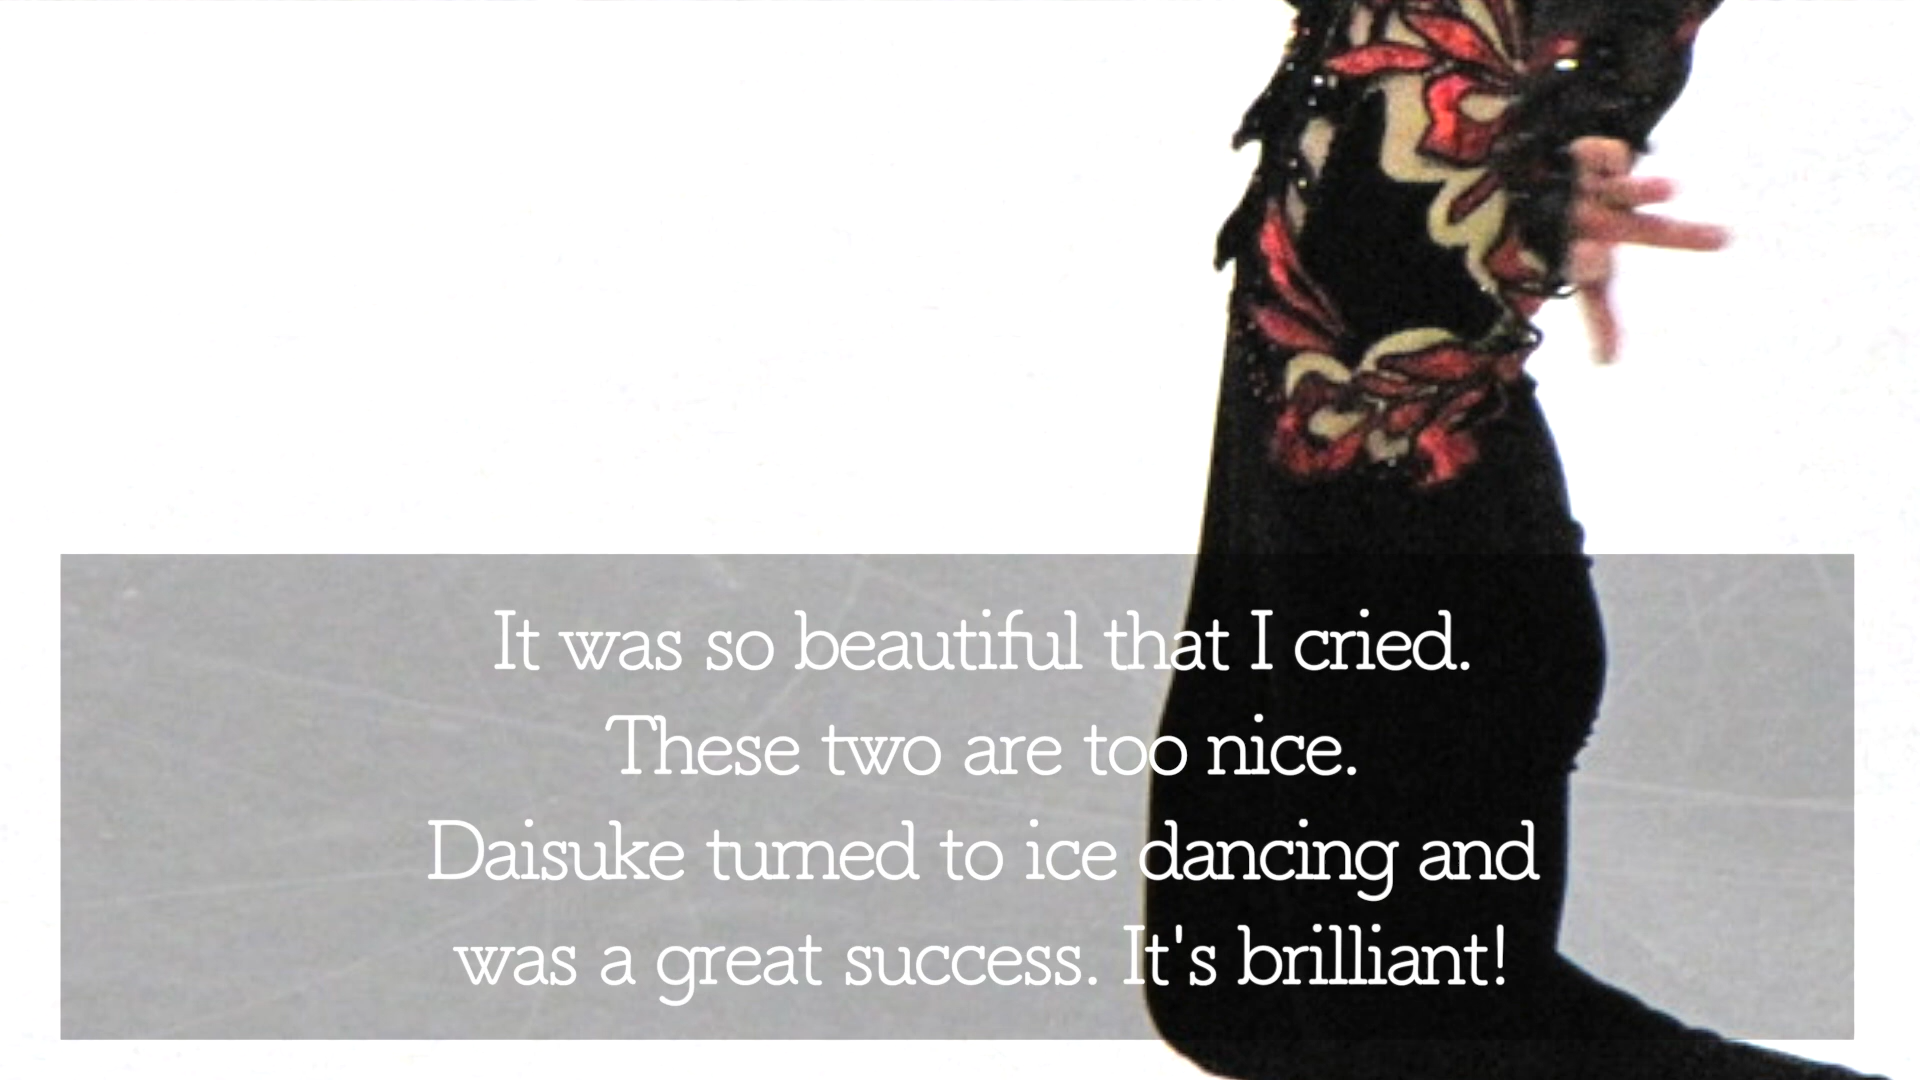 It was so beautiful that I cried.
These two are too nice.
Daisuke turned to ice dancing and
was a great success. It's brilliant!